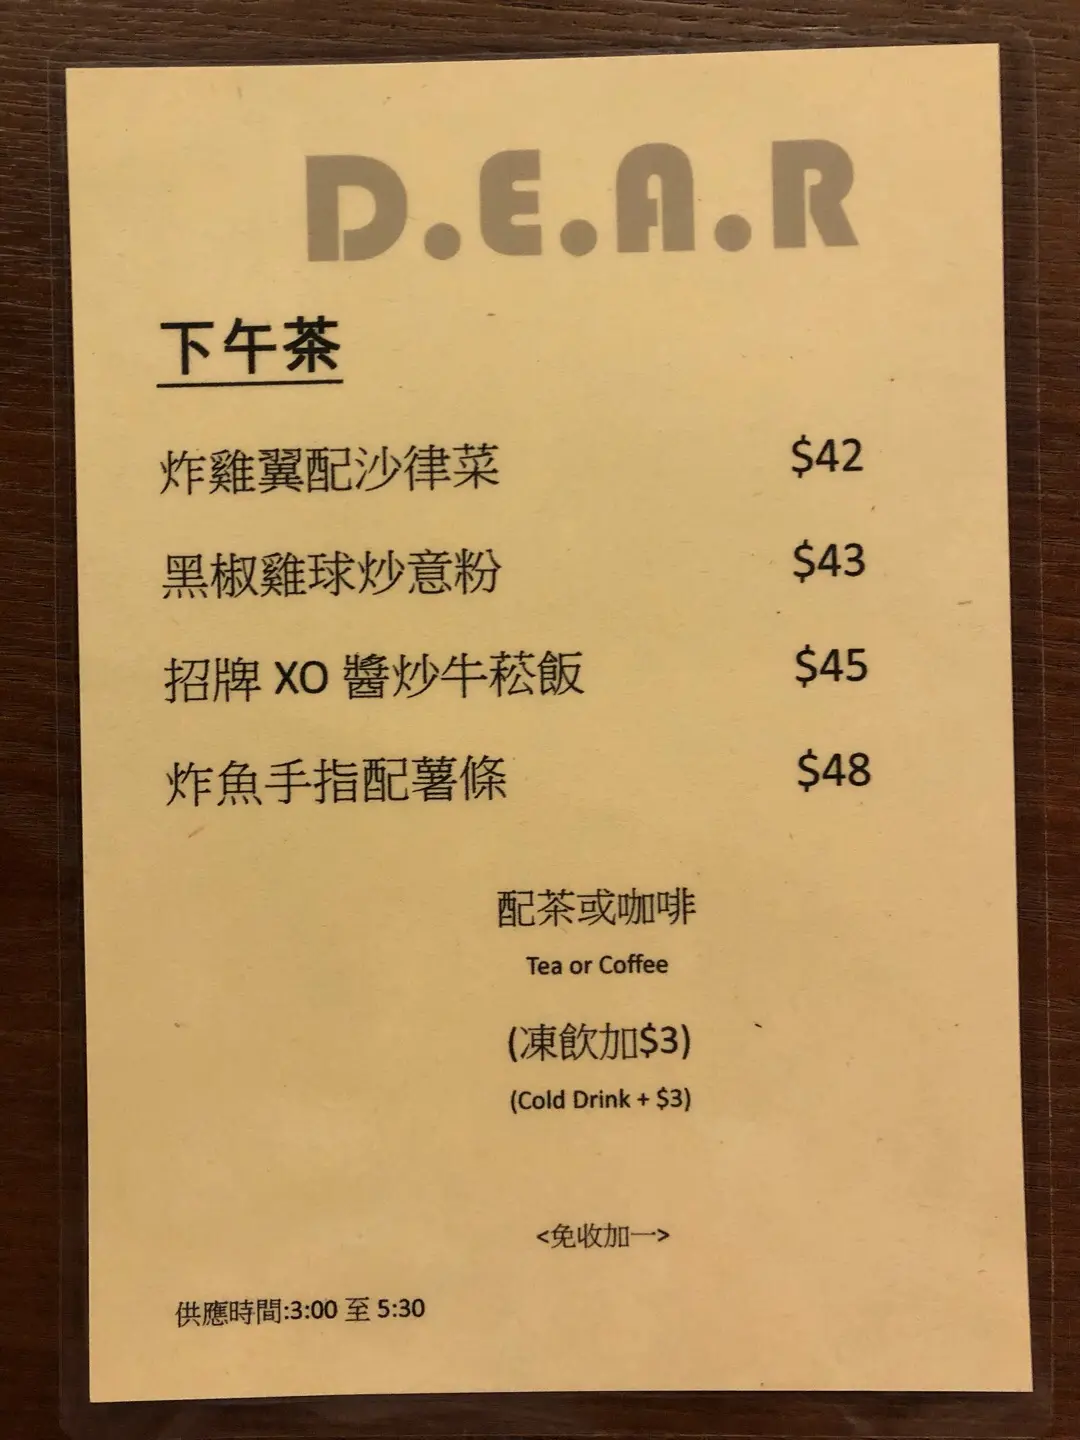 D.E.A.R
下午茶
炸雞翼配沙律菜 $42
黑椒雞球炒意粉 $43
招牌 XO 醬炒牛菘飯 $45
炸魚手指配薯條 $48
配茶或咖啡
Tea or Coffee
(凍飲加$3)
(Cold Drink + $3)
<免收加一>
供應時間:3:00 至 5:30